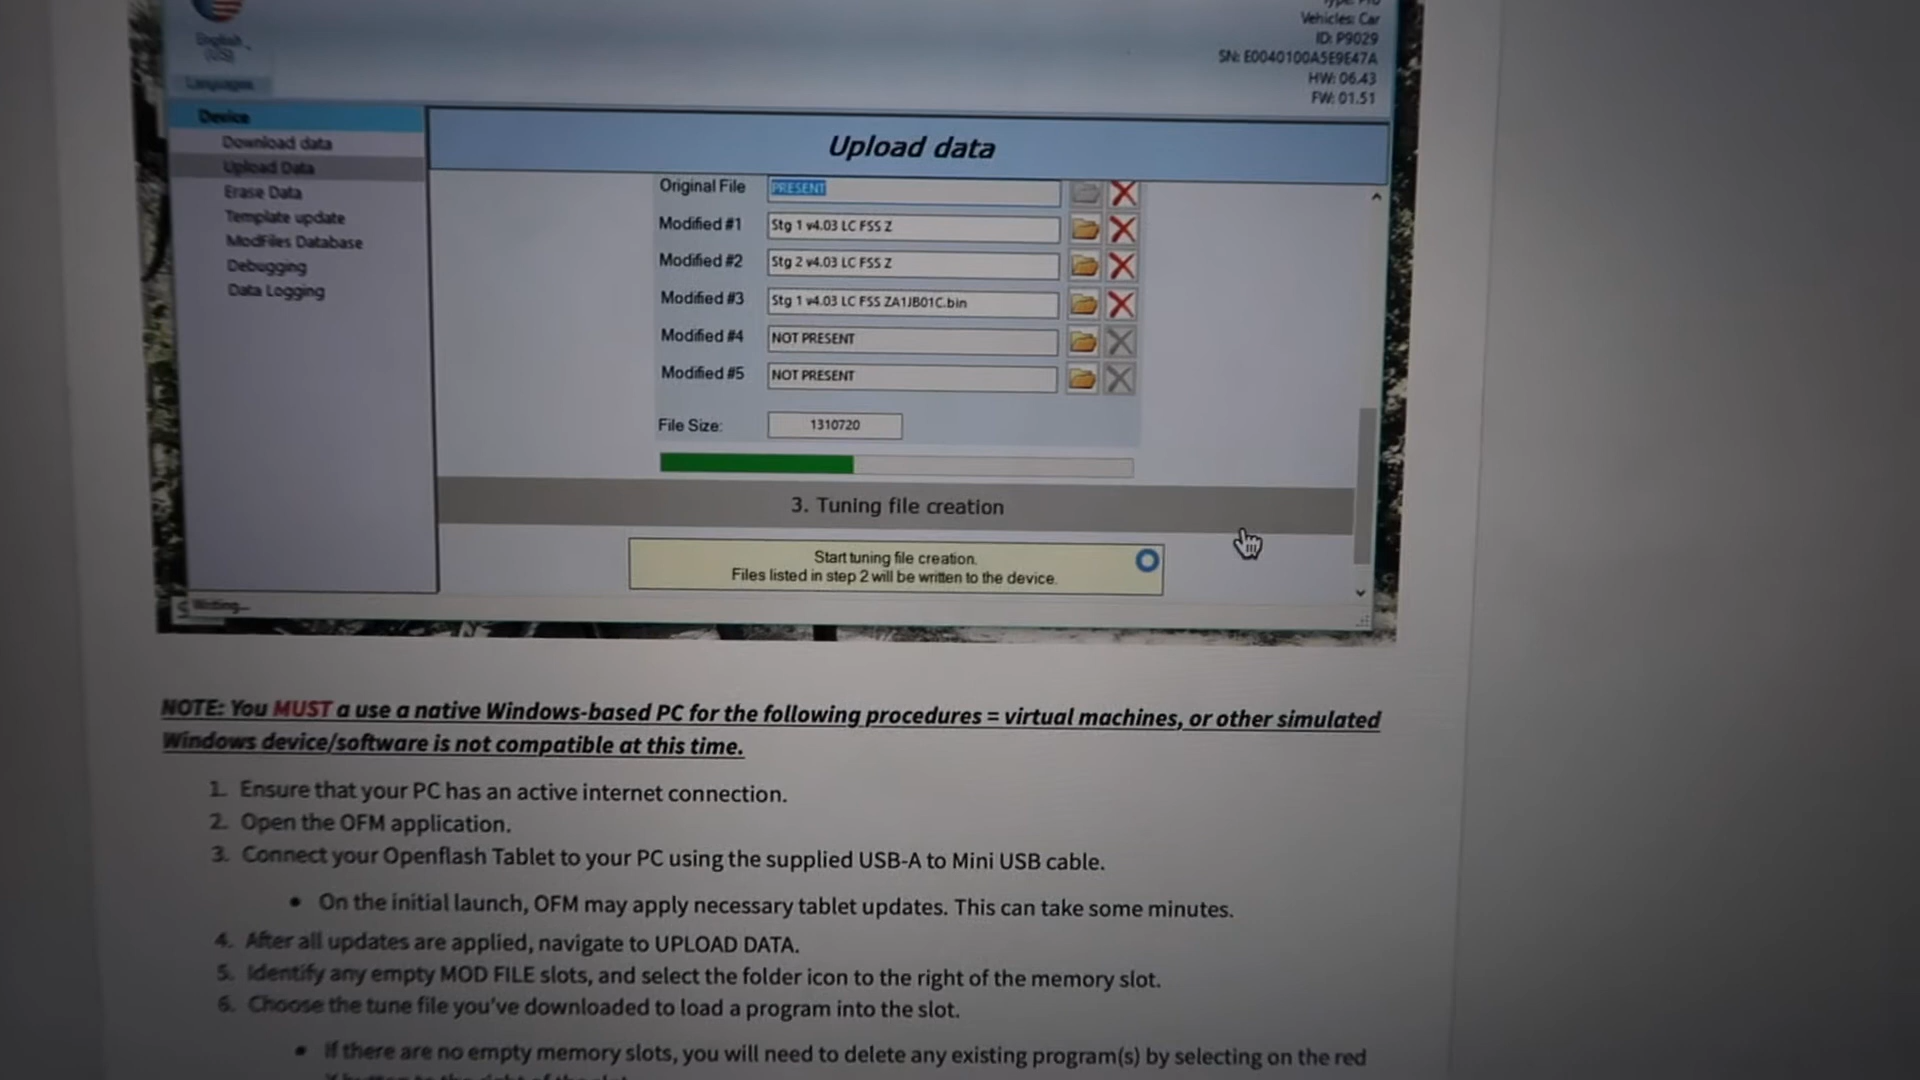 Vehicles: Car
ID: P9029
SN: E0040100A5E9E47A
HW: 06.43
FW: 01.51
English
(US)
Languages
Device
Download data
Upload Data
Erase Data
Template update
ModFiles Database
Debugging
Data Logging
Upload data
Original File PRESENT
Modified #1 Stg 1 v4.03 LC FSS Z
Modified #2 Stg 2 v4.03 LC FSS Z
Modified #3 Stg 1 v4.03 LC FSS ZA1JB01C.bin
Modified #4 NOT PRESENT
Modified #5 NOT PRESENT
File Size: 1310720
3. Tuning file creation
Start tuning file creation.
Files listed in step 2 will be written to the device.
Writing...
NOTE: You MUST a use a native Windows-based PC for the following procedures = virtual machines, or other simulated
Windows device/software is not compatible at this time.
1. Ensure that your PC has an active internet connection.
2. Open the OFM application.
3. Connect your Openflash Tablet to your PC using the supplied USB-A to Mini USB cable.
• On the initial launch, OFM may apply necessary tablet updates. This can take some minutes.
4. After all updates are applied, navigate to UPLOAD DATA.
5. Identify any empty MOD FILE slots, and select the folder icon to the right of the memory slot.
6. Choose the tune file you've downloaded to load a program into the slot.
• If there are no empty memory slots, you will need to delete any existing program(s) by selecting on the red